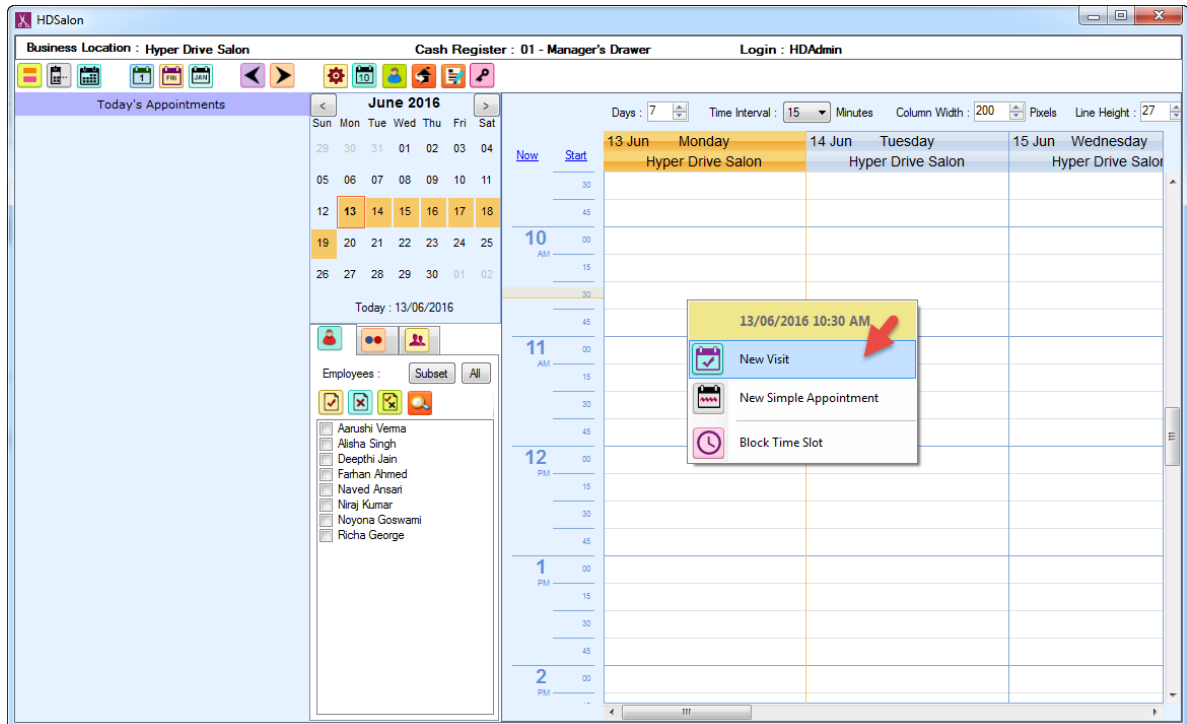 HDSalon
Business Location : Hyper Drive Salon Cash Register : 01 - Manager's Drawer Login : HDAdmin
1 FRI JAN 10
Today's Appointments
< June 2016 >
Sun Mon Tue Wed Thu Fri Sat
29 30 31 01 02 03 04
05 06 07 08 09 10 11
12 13 14 15 16 17 18
19 20 21 22 23 24 25
26 27 28 29 30 01 02
Today : 13/06/2016
Employees : Subset All
Aarushi Verma
Alisha Singh
Deepthi Jain
Farhan Ahmed
Naved Ansari
Niraj Kumar
Noyona Goswami
Richa George
Days : 7 Time Interval : 15 Minutes Column Width : 200 Pixels Line Height : 27
13 Jun Monday 14 Jun Tuesday 15 Jun Wednesday
Now Start
Hyper Drive Salon Hyper Drive Salon Hyper Drive Salor
30
45
10 00
AM
15
30
45
11 00
AM
15
30
45
12 00
PM
15
30
45
1 00
PM
15
30
45
2 00
PM
13/06/2016 10:30 AM
New Visit
New Simple Appointment
Block Time Slot